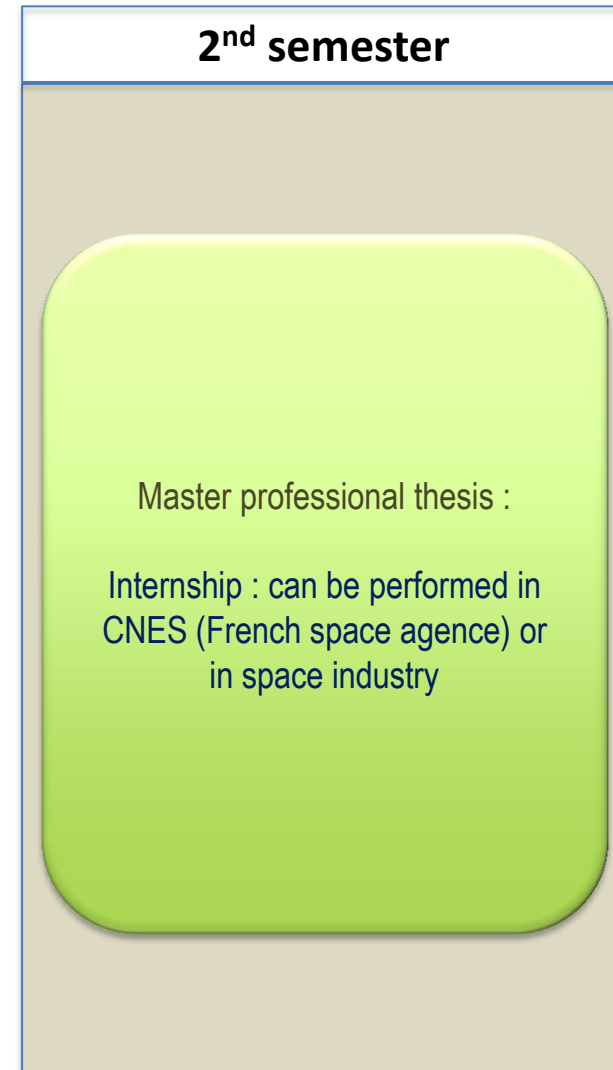 2nd semester
Master professional thesis :
Internship : can be performed in
CNES (French space agence) or
in space industry